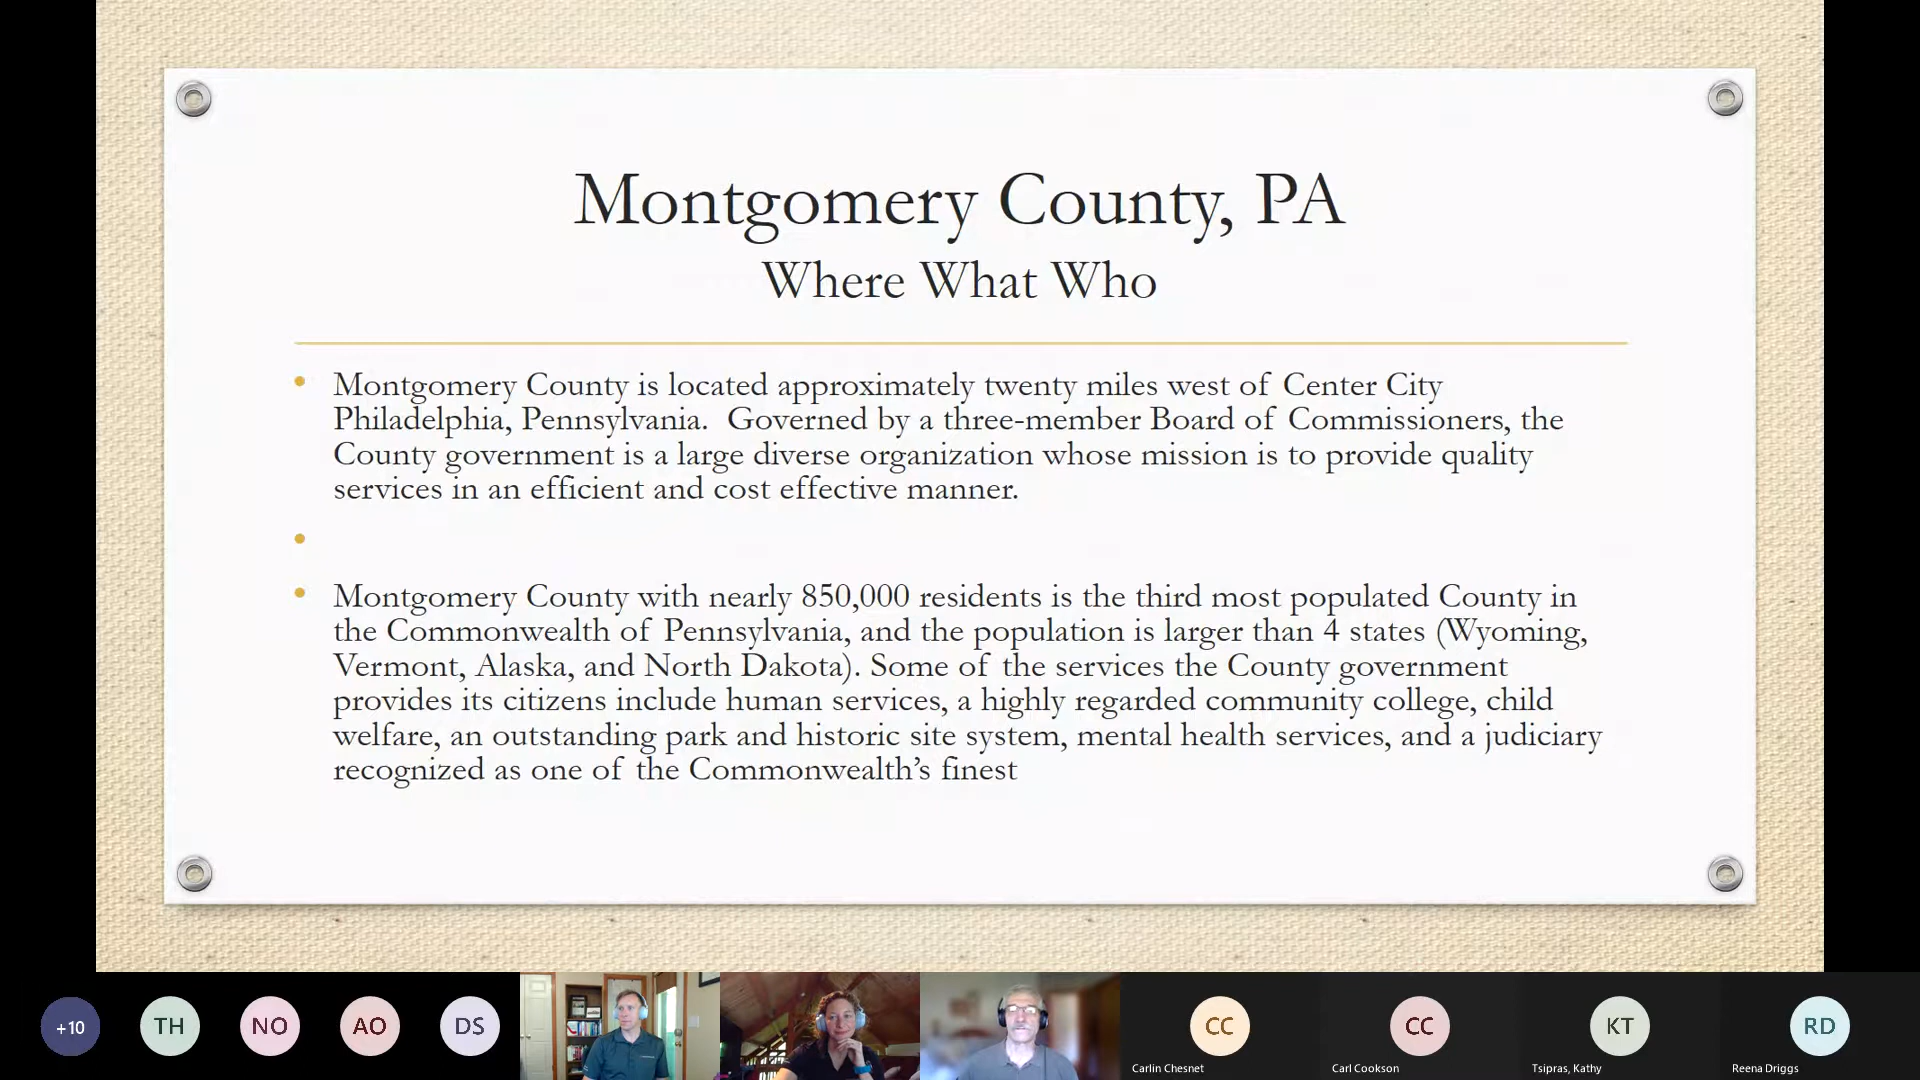 Montgomery County, PA
Where What Who
Montgomery County is located approximately twenty miles west of Center City
Philadelphia, Pennsylvania. Governed by a three-member Board of Commissioners, the
County government is a large diverse organization whose mission is to provide quality
services in an efficient and cost effective manner.
Montgomery County with nearly 850,000 residents is the third most populated County in
the Commonwealth of Pennsylvania, and the population is larger than 4 states (Wyoming,
Vermont, Alaska, and North Dakota). Some of the services the County government
provides its citizens include human services, a highly regarded community college, child
welfare, an outstanding park and historic site system, mental health services, and a judiciary
recognized as one of the Commonwealth’s finest
+10
TH
NO
AO
DS
CC
CC
KT
RD
Carlin Chesnet
Carl Cookson
Tsipras, Kathy
Reena Driggs